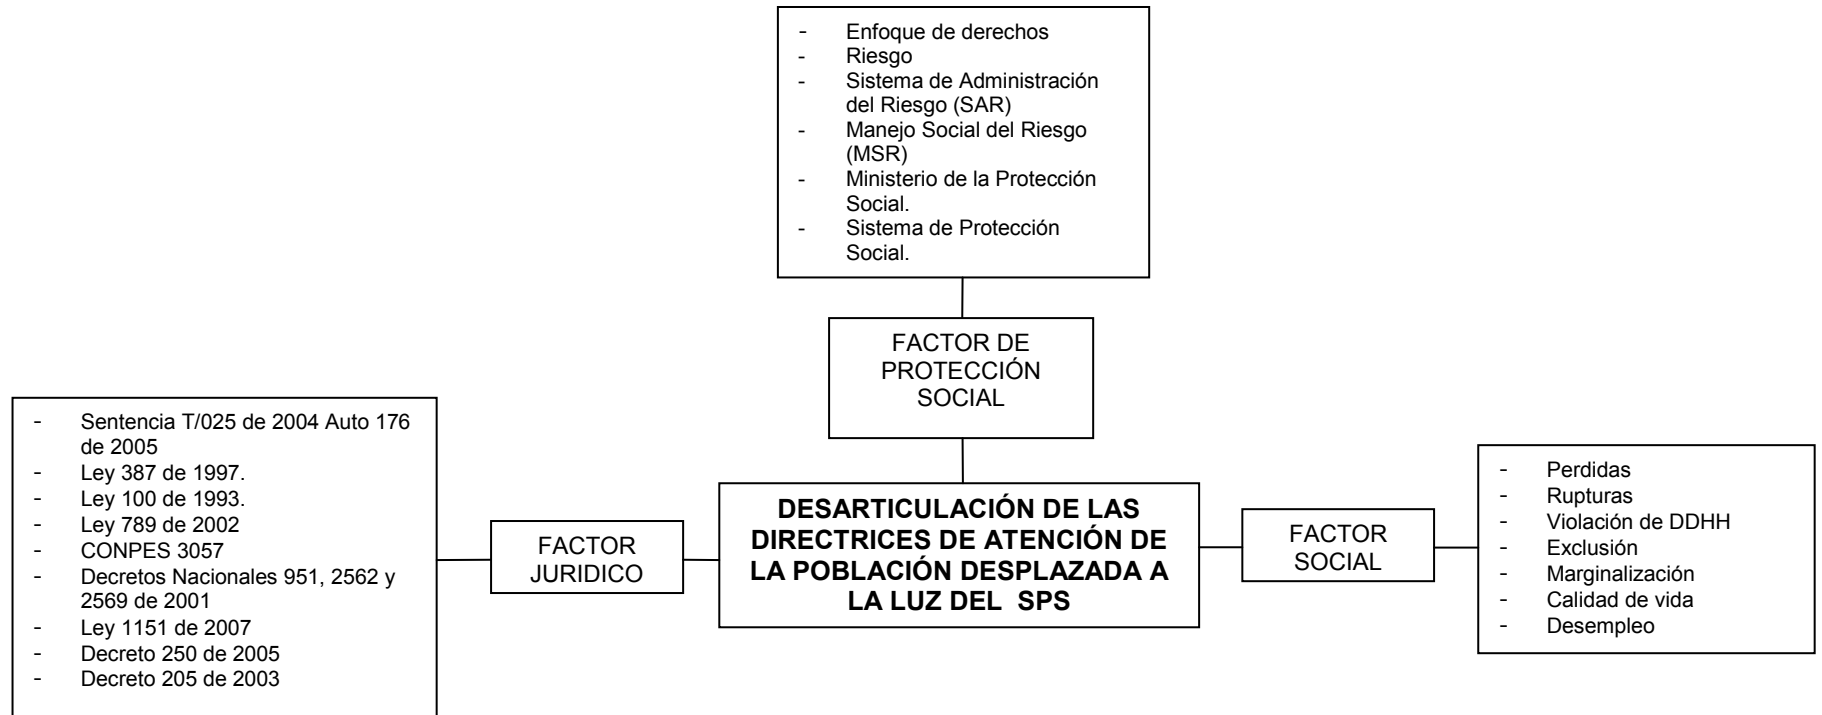 - Enfoque de derechos
- Riesgo
- Sistema de Administración
del Riesgo (SAR)
- Manejo Social del Riesgo
(MSR)
- Ministerio de la Protección
Social.
- Sistema de Protección
Social.
FACTOR DE
PROTECCIÓN
SOCIAL
- Sentencia T/025 de 2004 Auto 176
de 2005
- Ley 387 de 1997.
- Ley 100 de 1993.
- Ley 789 de 2002
- CONPES 3057
- Decretos Nacionales 951, 2562 y
2569 de 2001
- Ley 1151 de 2007
- Decreto 250 de 2005
- Decreto 205 de 2003
FACTOR
JURIDICO
DESARTICULACIÓN DE LAS
DIRECTRICES DE ATENCIÓN DE
LA POBLACIÓN DESPLAZADA A
LA LUZ DEL  SPS
FACTOR
SOCIAL
- Perdidas
- Rupturas
- Violación de DDHH
- Exclusión
- Marginalización
- Calidad de vida
- Desempleo